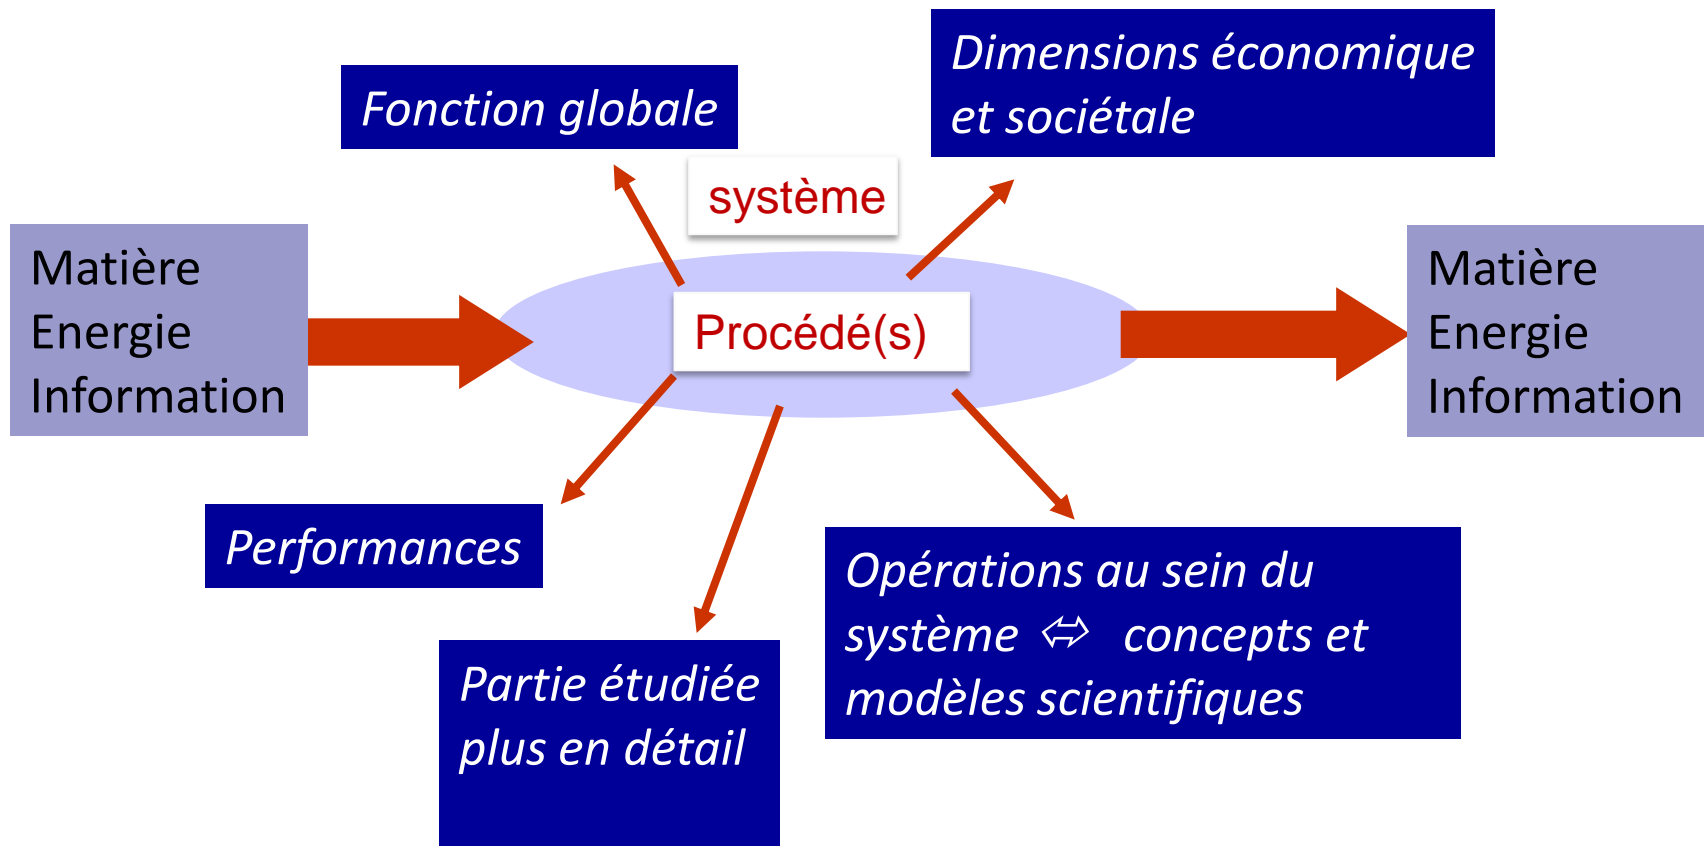 Dimensions économique
et sociétale
Fonction globale
système
Matière
Energie
Information
Procédé(s)
Matière
Energie
Information
Performances
Opérations au sein du
système ⬄ concepts et
modèles scientifiques
Partie étudiée
plus en détail